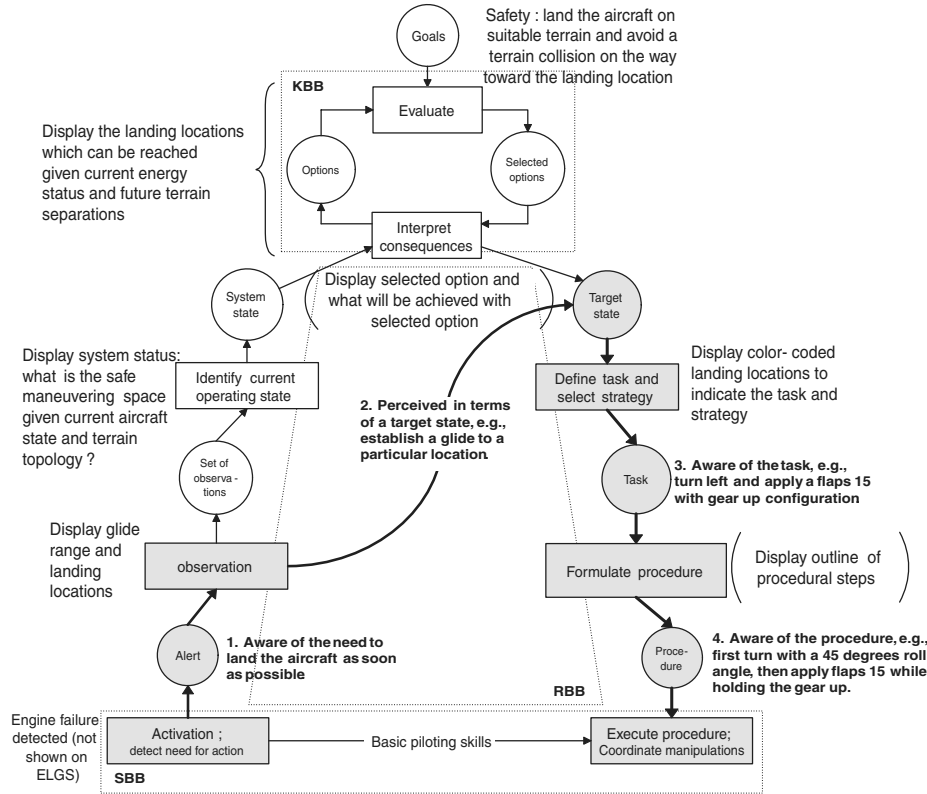 Goals
Safety : land the aircraft on
suitable terrain and avoid a
terrain collision on the way
toward the landing location
KBB
Evaluate
Display the landing locations
which can be reached
given current energy
status and future terrain
separations
Options
Selected
options
Interpret
consequences
Display selected option and
what will be achieved with
selected option
System
state
Target
state
Display system status:
what is the safe
maneuvering space
given current aircraft
state and terrain
topology ?
Identify current
operating state
Define task and
select strategy
Display color- coded
landing locations to
indicate the task and
strategy
2. Perceived in terms
of a target state, e.g.,
establish a glide to a
particular location.
Set of
observa -
tions
Task
3. Aware of the task, e.g.,
turn left and apply a flaps 15
with gear up configuration
Display glide
range and
landing
locations
observation
Formulate procedure
Display outline of
procedural steps
Alert
1. Aware of the need to
land the aircraft as soon
as possible
Proce-
dure
4. Aware of the procedure, e.g.,
first turn with a 45 degrees roll
angle, then apply flaps 15 while
holding the gear up.
RBB
Engine failure
detected (not
shown on
ELGS)
Activation ;
detect need for action
Basic piloting skills
Execute procedure;
Coordinate manipulations
SBB